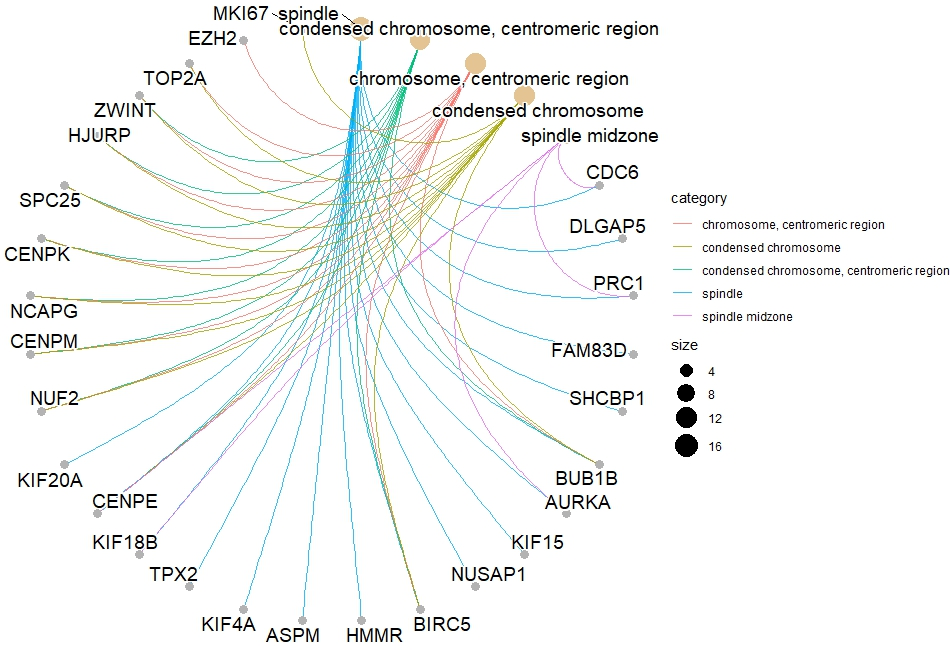 MKI67 spindle
condensed chromosome, centromeric region
EZH2
TOP2A
chromosome, centromeric region
ZWINT
condensed chromosome
HJURP
spindle midzone
CDC6
SPC25
DLGAP5
CENPK
PRC1
NCAPG
CENPM
FAM83D
NUF2
SHCBP1
KIF20A
BUB1B
CENPE
AURKA
KIF18B
KIF15
TPX2
NUSAP1
KIF4A
ASPM
HMMR
BIRC5
category
chromosome, centromeric region
condensed chromosome
condensed chromosome, centromeric region
spindle
spindle midzone
size
4
8
12
16